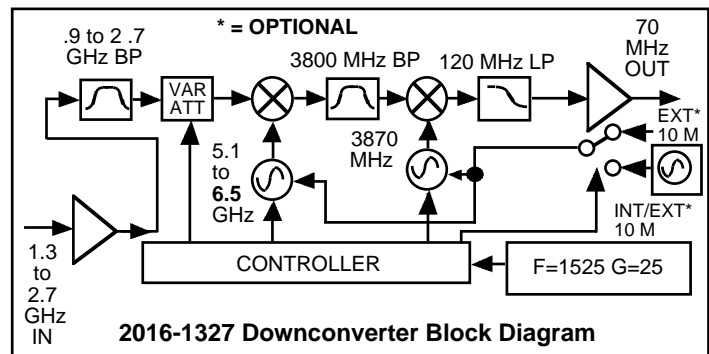 * = OPTIONAL
.9 to 2 .7
GHz BP
VAR
ATT
3800 MHz BP
120 MHz LP
70
MHz
OUT
5.1
to
6.5
GHz
3870
MHz
EXT*
10 M
INT/EXT*
10 M
1.3
to
2.7
GHz
IN
CONTROLLER
F=1525 G=25
2016-1327 Downconverter Block Diagram